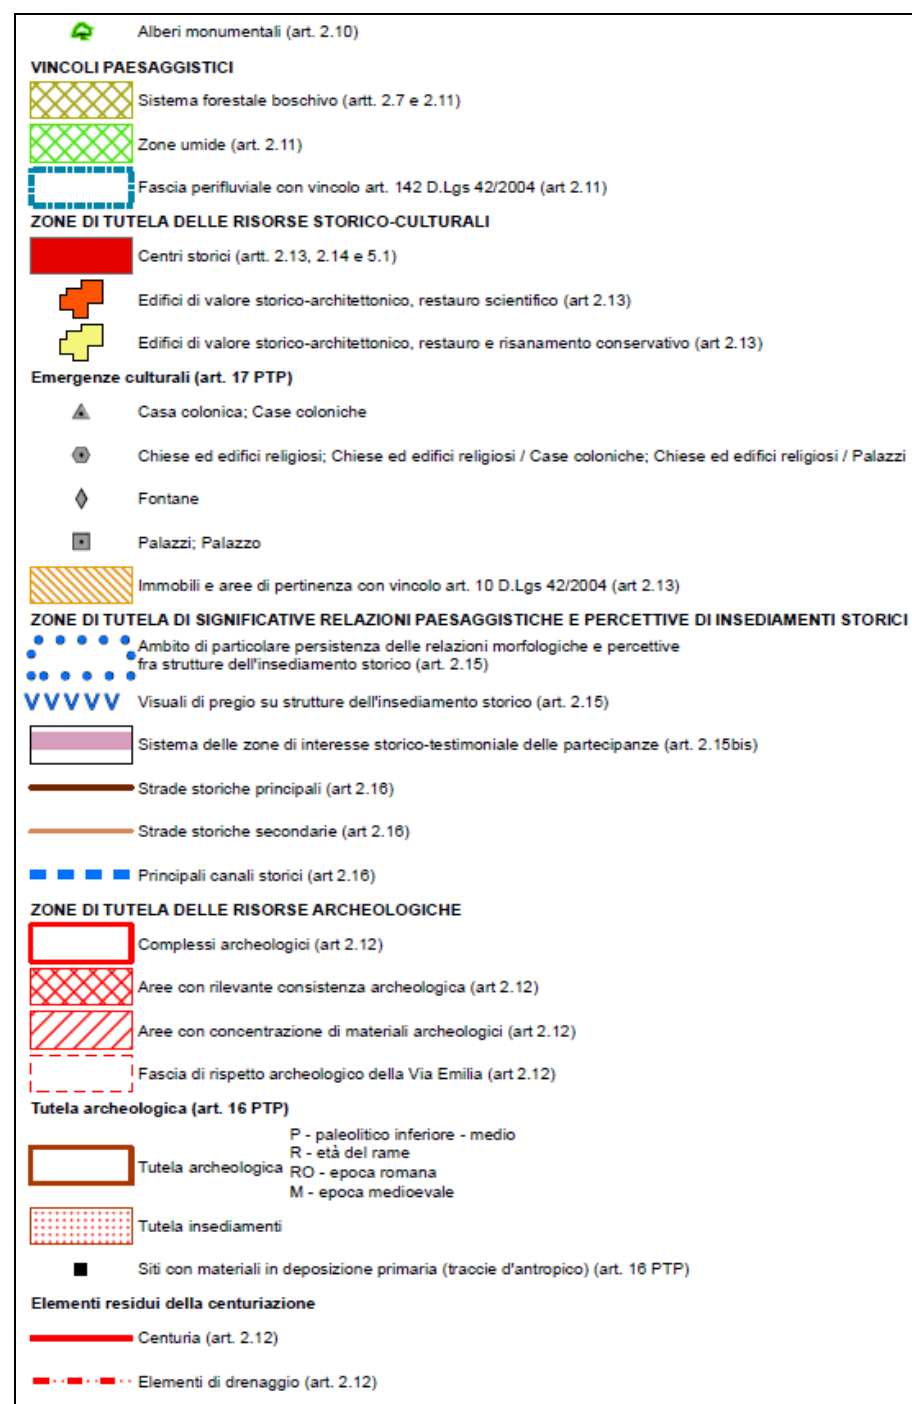 Alberi monumentali (art. 2.10)
VINCOLI PAESAGGISTICI
Sistema forestale boschivo (artt. 2.7 e 2.11)
Zone umide (art. 2.11)
Fascia perifluviale con vincolo art. 142 D.Lgs 42/2004 (art 2.11)
ZONE DI TUTELA DELLE RISORSE STORICO-CULTURALI
Centri storici (artt. 2.13, 2.14 e 5.1)
Edifici di valore storico-architettonico, restauro scientifico (art 2.13)
Edifici di valore storico-architettonico, restauro e risanamento conservativo (art 2.13)
Emergenze culturali (art. 17 PTP)
Casa colonica; Case coloniche
Chiese ed edifici religiosi; Chiese ed edifici religiosi / Case coloniche; Chiese ed edifici religiosi / Palazzi
Fontane
Palazzi; Palazzo
Immobili e aree di pertinenza con vincolo art. 10 D.Lgs 42/2004 (art 2.13)
ZONE DI TUTELA DI SIGNIFICATIVE RELAZIONI PAESAGGISTICHE E PERCETTIVE DI INSEDIAMENTI STORICI
Ambito di particolare persistenza delle relazioni morfologiche e percettive
fra strutture dell'insediamento storico (art. 2.15)
Visuali di pregio su strutture dell'insediamento storico (art. 2.15)
Sistema delle zone di interesse storico-testimoniale delle partecipanze (art. 2.15bis)
Strade storiche principali (art 2.16)
Strade storiche secondarie (art 2.16)
Principali canali storici (art 2.16)
ZONE DI TUTELA DELLE RISORSE ARCHEOLOGICHE
Complessi archeologici (art 2.12)
Aree con rilevante consistenza archeologica (art 2.12)
Aree con concentrazione di materiali archeologici (art 2.12)
Fascia di rispetto archeologico della Via Emilia (art 2.12)
Tutela archeologica (art. 16 PTP)
Tutela archeologica
P - paleolitico inferiore - medio
R - età del rame
RO - epoca romana
M - epoca medioevale
Tutela insediamenti
Siti con materiali in deposizione primaria (traccie d'antropico) (art. 16 PTP)
Elementi residui della centuriazione
Centuria (art. 2.12)
Elementi di drenaggio (art. 2.12)